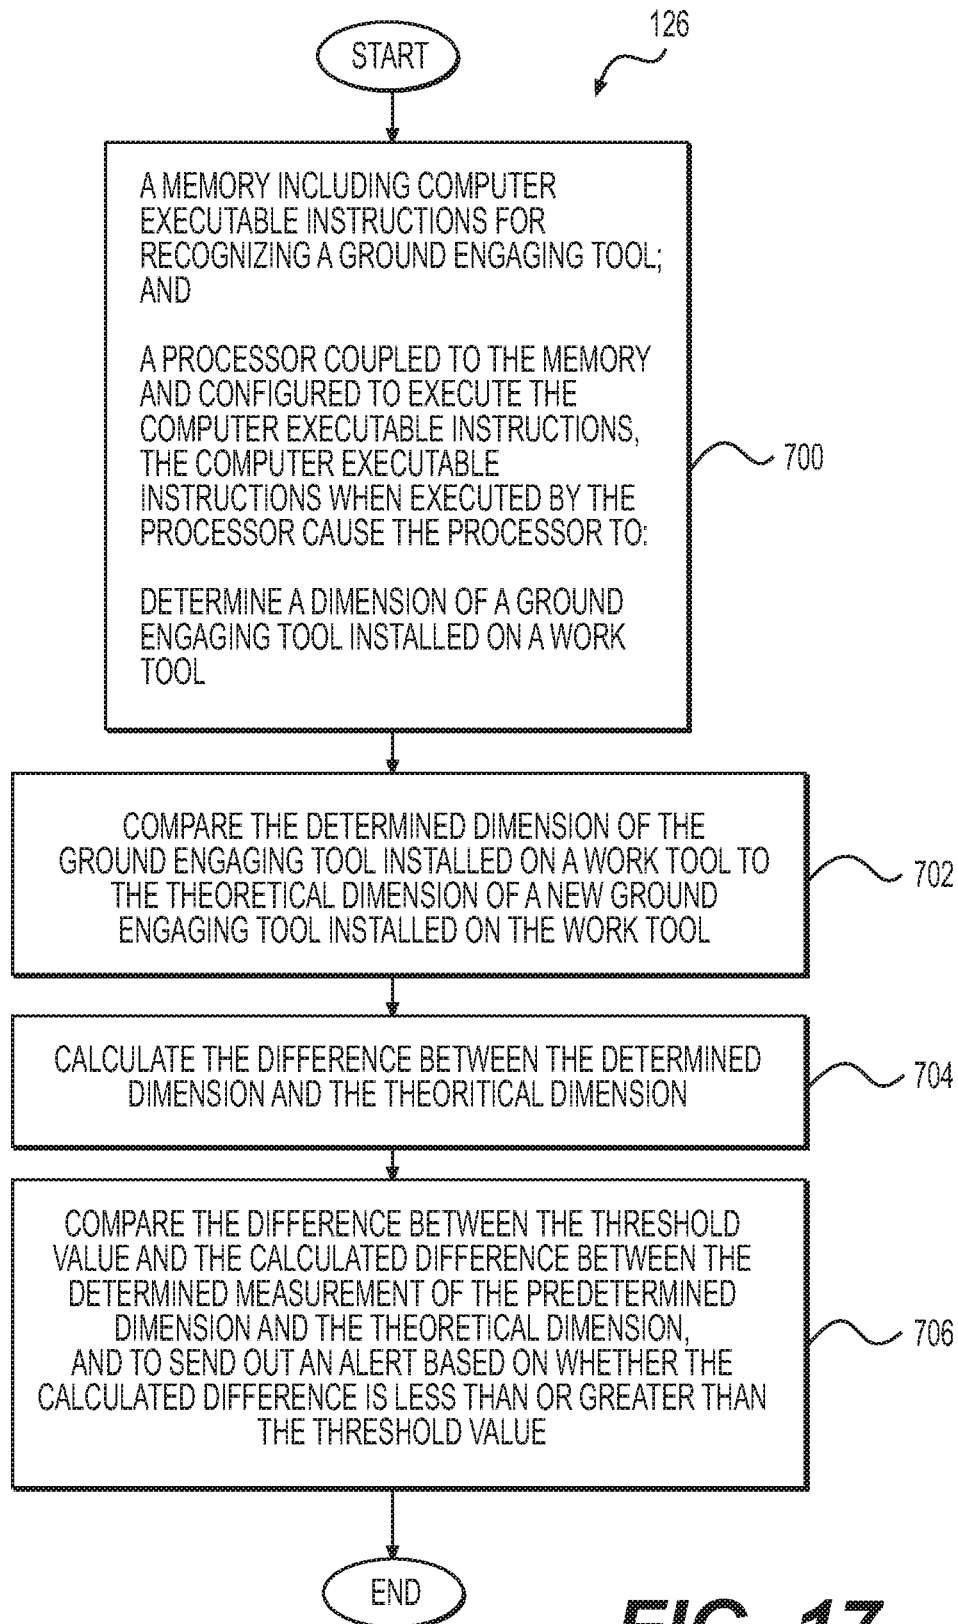 126
START
A MEMORY INCLUDING COMPUTER
EXECUTABLE INSTRUCTIONS FOR
RECOGNIZING A GROUND ENGAGING TOOL;
AND
A PROCESSOR COUPLED TO THE MEMORY
AND CONFIGURED TO EXECUTE THE
COMPUTER EXECUTABLE INSTRUCTIONS,
THE COMPUTER EXECUTABLE
INSTRUCTIONS WHEN EXECUTED BY THE
PROCESSOR CAUSE THE PROCESSOR TO:
DETERMINE A DIMENSION OF A GROUND
ENGAGING TOOL INSTALLED ON A WORK
TOOL
700
COMPARE THE DETERMINED DIMENSION OF THE
GROUND ENGAGING TOOL INSTALLED ON A WORK TOOL TO
THE THEORETICAL DIMENSION OF A NEW GROUND
ENGAGING TOOL INSTALLED ON THE WORK TOOL
702
CALCULATE THE DIFFERENCE BETWEEN THE DETERMINED
DIMENSION AND THE THEORITICAL DIMENSION
704
COMPARE THE DIFFERENCE BETWEEN THE THRESHOLD
VALUE AND THE CALCULATED DIFFERENCE BETWEEN THE
DETERMINED MEASUREMENT OF THE PREDETERMINED
DIMENSION AND THE THEORETICAL DIMENSION,
AND TO SEND OUT AN ALERT BASED ON WHETHER THE
CALCULATED DIFFERENCE IS LESS THAN OR GREATER THAN
THE THRESHOLD VALUE
706
END
FIG. 17